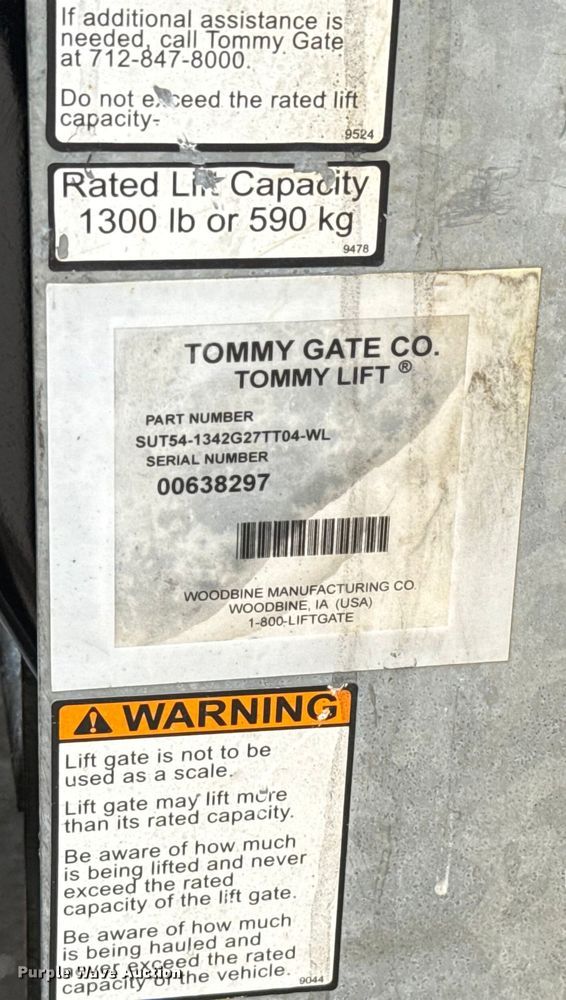 If additional assistance is
needed, call Tommy Gate
at 712-847-8000.
Do not exceed the rated lift
capacity-
9524
Rated Lift Capacity
1300 lb or 590 kg
9478
TOMMY GATE CO.
TOMMY LIFT ®
PART NUMBER
SUT54-1342G27TT04-WL
SERIAL NUMBER
00638297
WOODBINE MANUFACTURING CO.
WOODBINE, IA (USA)
1-800-LIFTGATE
WARNING
Lift gate is not to be
used as a scale.
Lift gate may lift more
than its rated capacity.
Be aware of how much
is being lifted and never
exceed the rated
capacity of the lift gate.
Be aware of how much
is being hauled and
never exceed the rated
capacity of the vehicle.
9044
Purple Wave Auction